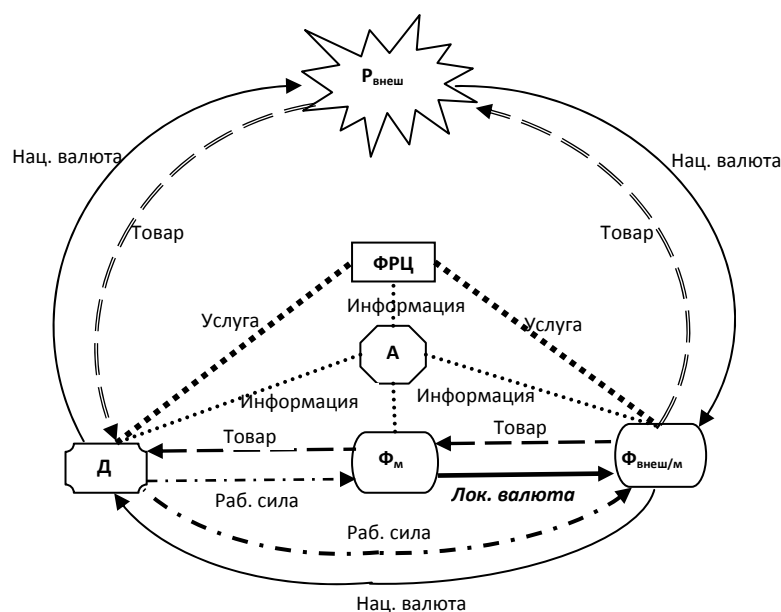 Рвнеш
Нац. валюта
Нац. валюта
Товар
Товар
ФРЦ
Информация
Услуга
Услуга
А
Информация
Информация
Товар
Товар
Д
Фм
Фвнеш/м
Раб. сила
Лок. валюта
Раб. сила
Нац. валюта